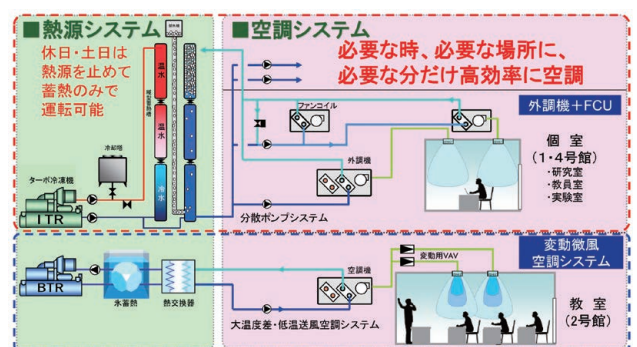 ■熱源システム
休日・土日は
熱源を止めて
蓄熱のみで
運転可能
温水
温水
冷水
冷却塔
ターボ冷凍機
ITR
■空調システム
必要な時、必要な場所に、
必要な分だけ高効率に空調
外調機+FCU
ファンコイル
外調機
分散ポンプシステム
個室
(1・4号館)
・研究室
・教員室
・実験室
BTR
氷蓄熱
熱交換器
空調機
変動用VAV
大温度差・低温送風空調システム
変動微風
空調システム
教室
(2号館)